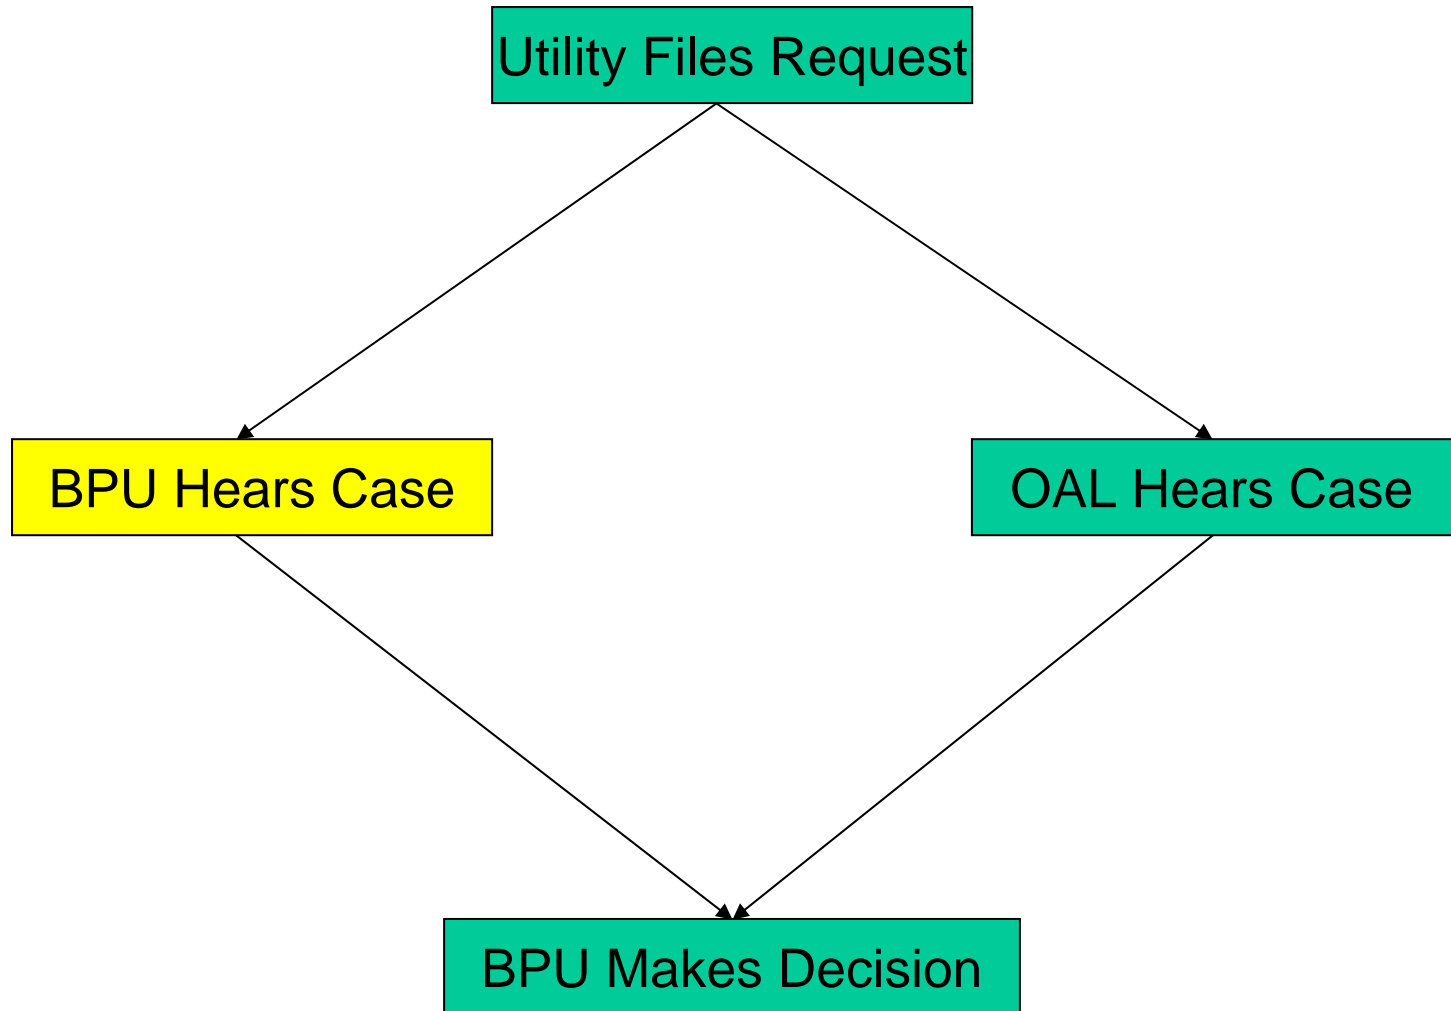 Utility Files Request
BPU Hears Case
OAL Hears Case
BPU Makes Decision